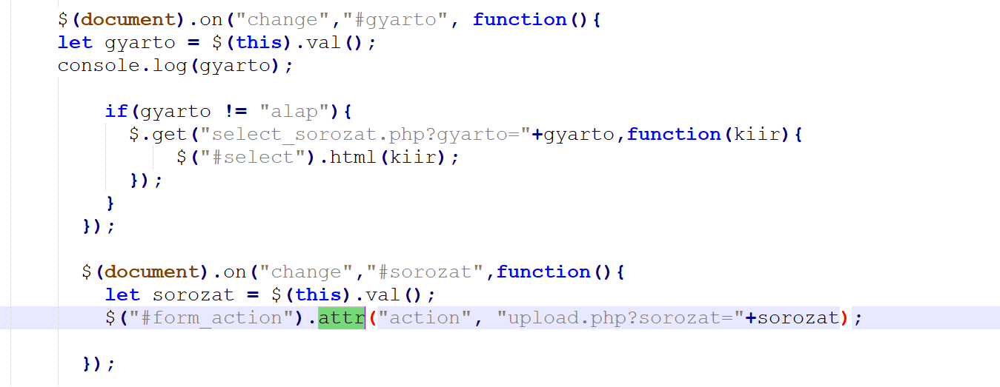 $(document).on("change","#gyarto", function(){
let gyarto = $(this).val();
console.log(gyarto);
if(gyarto != "alap"){
$.get("select_sorozat.php?gyarto="+gyarto,function(kiir){
$("#select").html(kiir);
});
}
});
$(document).on("change","#sorozat",function(){
let sorozat = $(this).val();
$("#form_action").attr("action", "upload.php?sorozat="+sorozat);
});